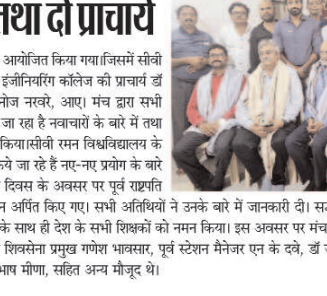 तथा दो प्राचार्य
आयोजित किया गया।जिसमें सीवी
इंजीनियरिंग कॉलेज की प्राचार्य डॉ
नोज नरवरे, आए। मंच द्वारा सभी
जा रहा है नवाचारों के बारे में तथा
किया।सीवी रमन विश्वविद्यालय के
ये जा रहे हैं नए-नए प्रयोग के बारे
दिवस के अवसर पर पूर्व राष्ट्रपति
न अर्पित किए गए। सभी अतिथियों ने उनके बारे में जानकारी दी।
के साथ ही देश के सभी शिक्षकों को नमन किया। इस अवसर पर मंच
शिवसेना प्रमुख गणेश भावसार, पूर्व स्टेशन मैनेजर एन के दवे, डॉ
भाष मीणा, सहित अन्य मौजूद थे।